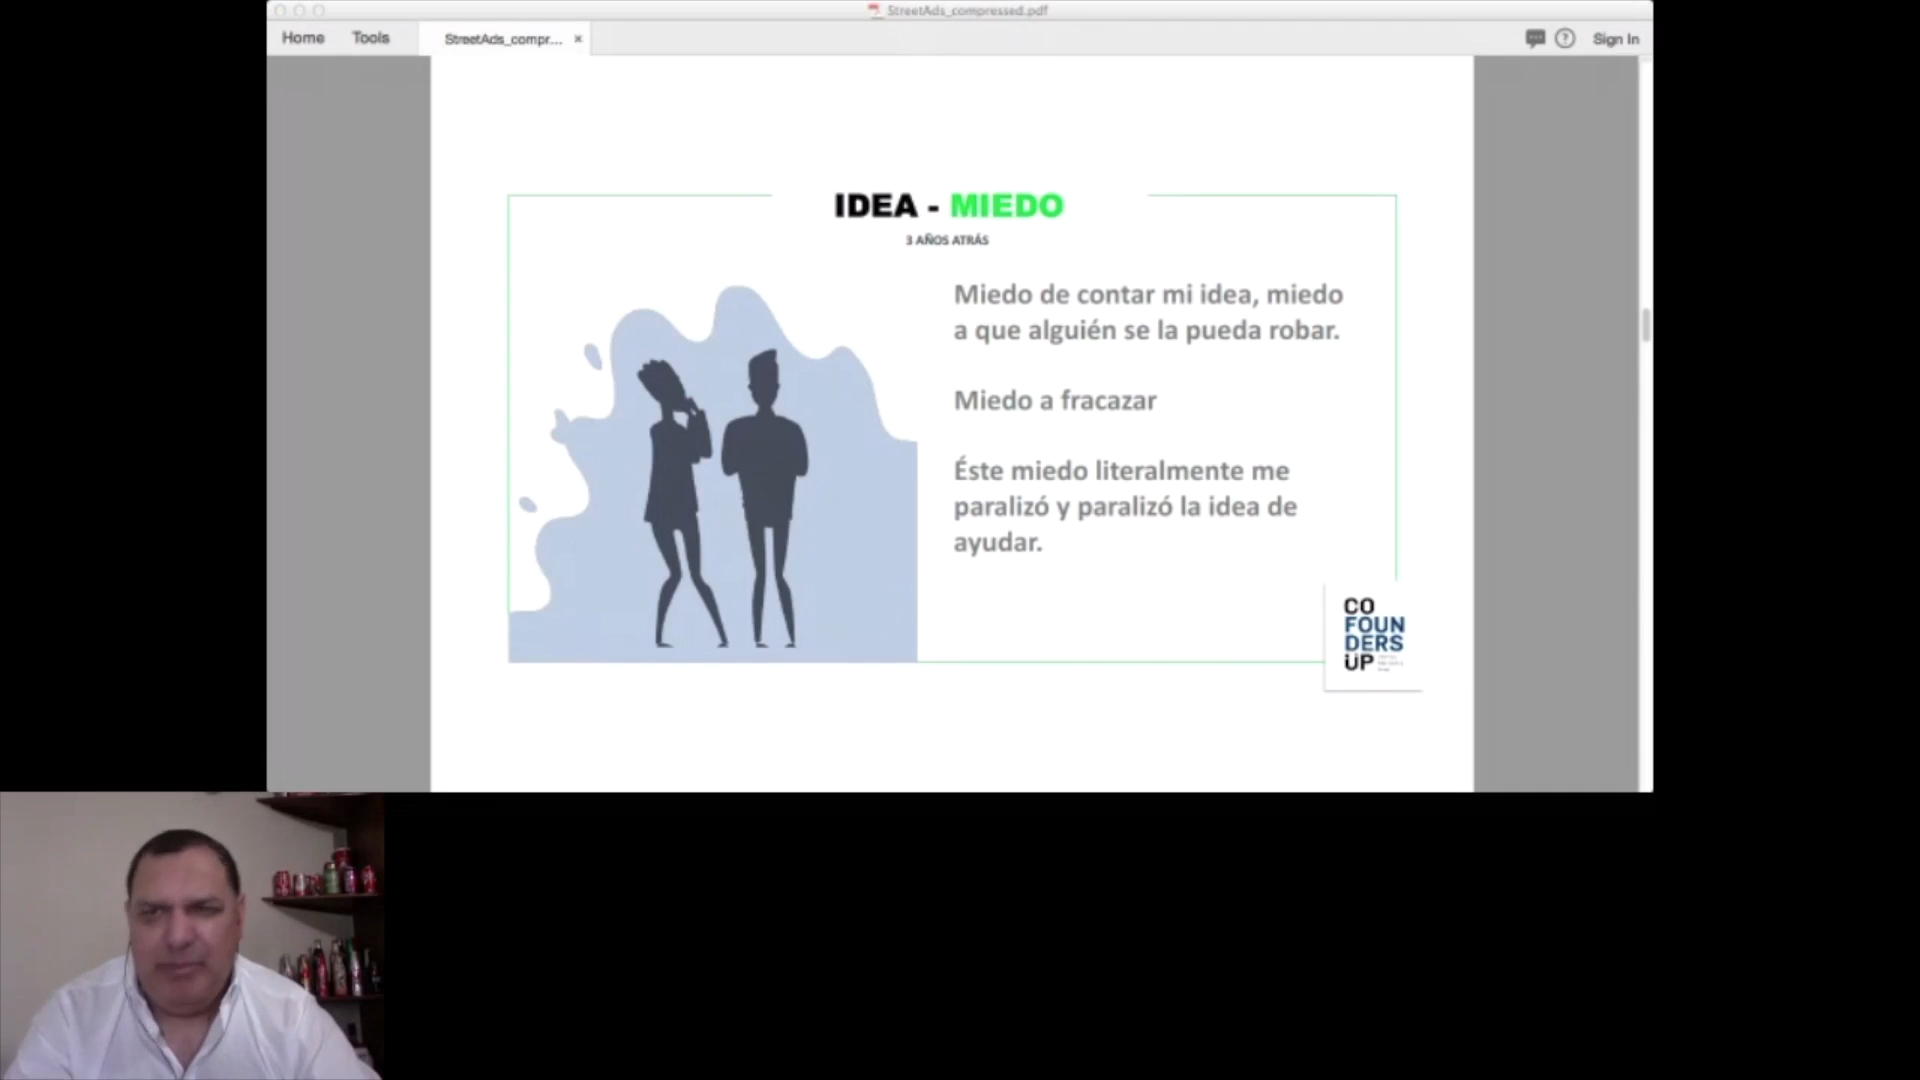 StreetAds_compressed.pdf
Home Tools StreetAds_compr... × ? Sign In
IDEA - MIEDO
3 AÑOS ATRÁS
Miedo de contar mi idea, miedo
a que alguién se la pueda robar.
Miedo a fracazar
Éste miedo literalmente me
paralizó y paralizó la idea de
ayudar.
CO
FOUN
DERS
UP